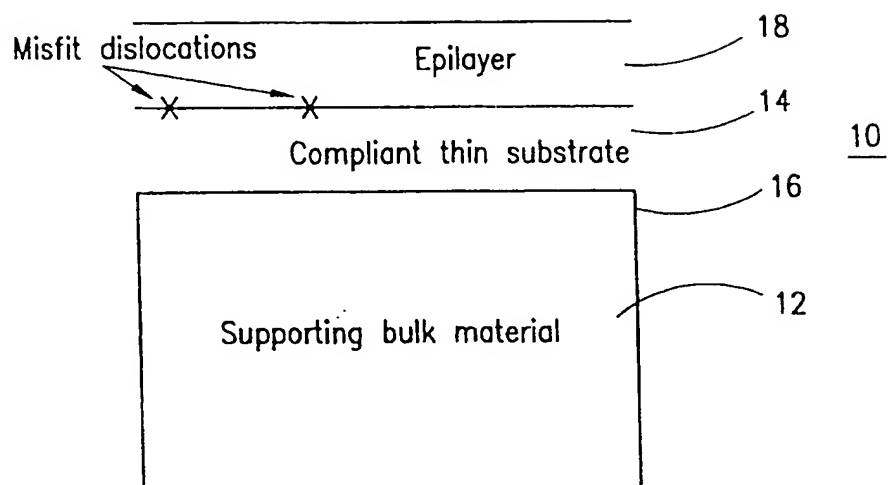 Misfit dislocations
Epilayer
18
14
Compliant thin substrate
10
16
Supporting bulk material
12